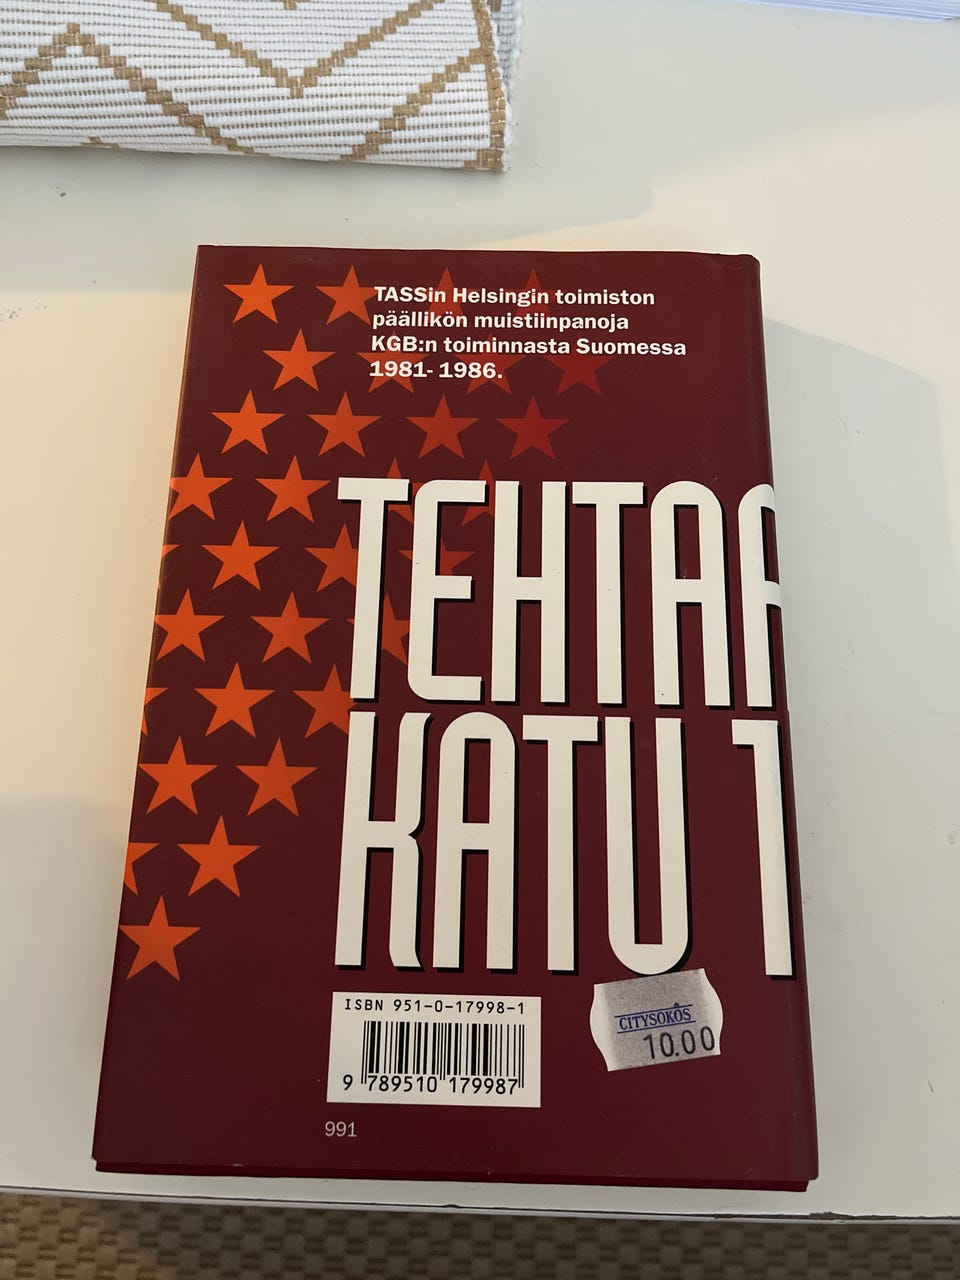 TASSin Helsingin toimiston
päällikön muistiinpanoja
KGB:n toiminnasta Suomessa
1981-1986.
TEHTAA
KATU 1
ISBN 951-0-17998-1
9 789510 179987
CITYSOKOS
10.00
991